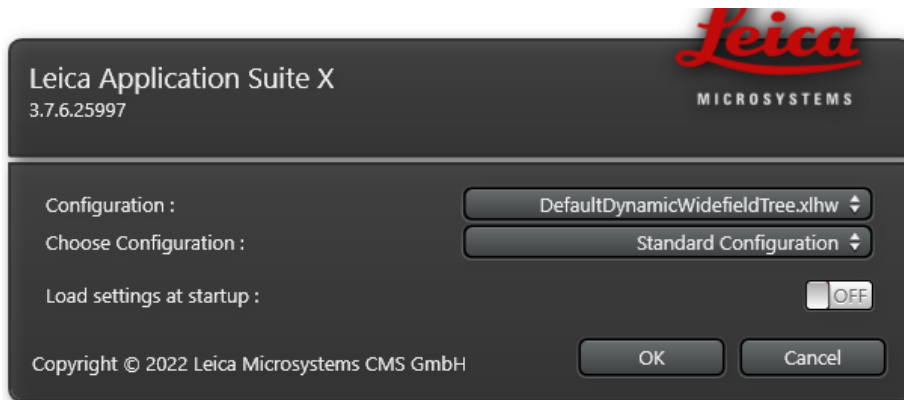 Leica
Leica Application Suite X
MICROSYSTEMS
3.7.6.25997
Configuration :
DefaultDynamicWidefieldTree.xlhw
Choose Configuration :
Standard Configuration
Load settings at startup :
OFF
Copyright © 2022 Leica Microsystems CMS GmbH
OK
Cancel